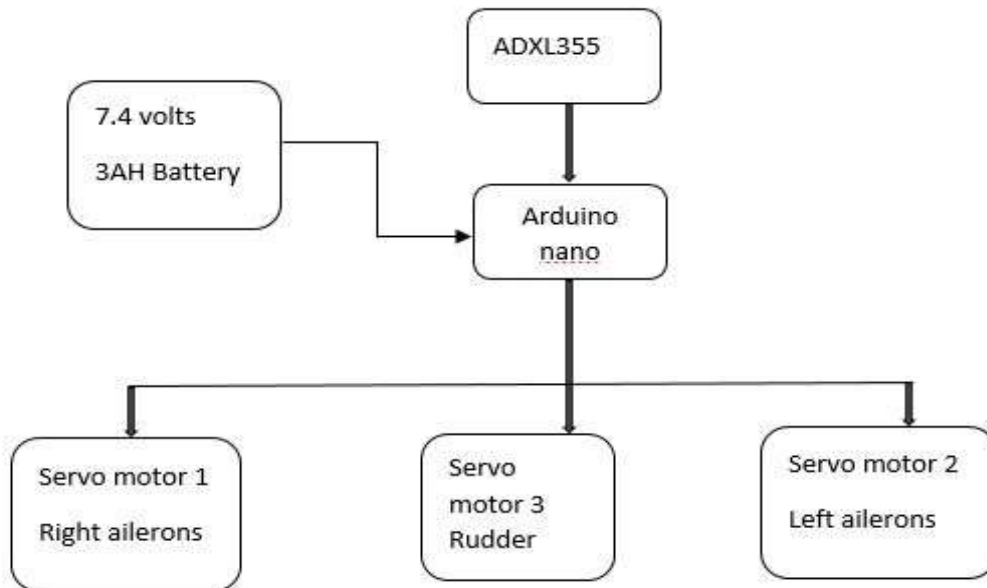 ADXL355
7.4 volts
3AH Battery
Arduino
nano
Servo motor 1
Right ailerons
Servo
motor 3
Rudder
Servo motor 2
Left ailerons